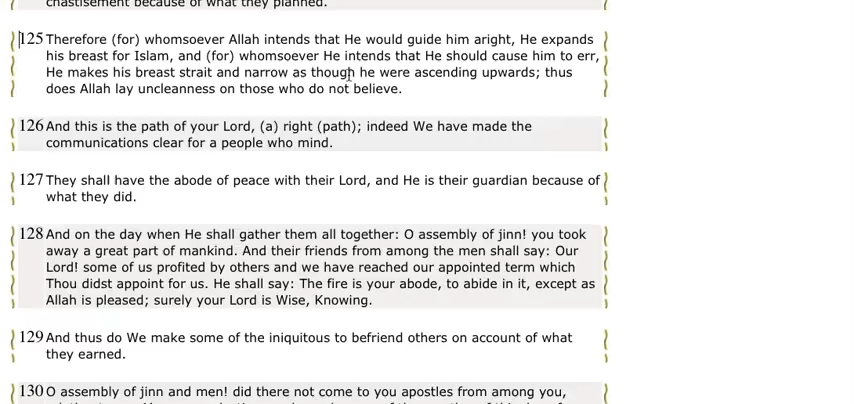 chastisement because of what they planned.
125 Therefore (for) whomsoever Allah intends that He would guide him aright, He expands
his breast for Islam, and (for) whomsoever He intends that He should cause him to err,
He makes his breast strait and narrow as though he were ascending upwards; thus
does Allah lay uncleanness on those who do not believe.
126 And this is the path of your Lord, (a) right (path); indeed We have made the
communications clear for a people who mind.
127 They shall have the abode of peace with their Lord, and He is their guardian because of
what they did.
128 And on the day when He shall gather them all together: O assembly of jinn! you took
away a great part of mankind. And their friends from among the men shall say: Our
Lord! some of us profited by others and we have reached our appointed term which
Thou didst appoint for us. He shall say: The fire is your abode, to abide in it, except as
Allah is pleased; surely your Lord is Wise, Knowing.
129 And thus do We make some of the iniquitous to befriend others on account of what
they earned.
130 O assembly of jinn and men! did there not come to you apostles from among you,